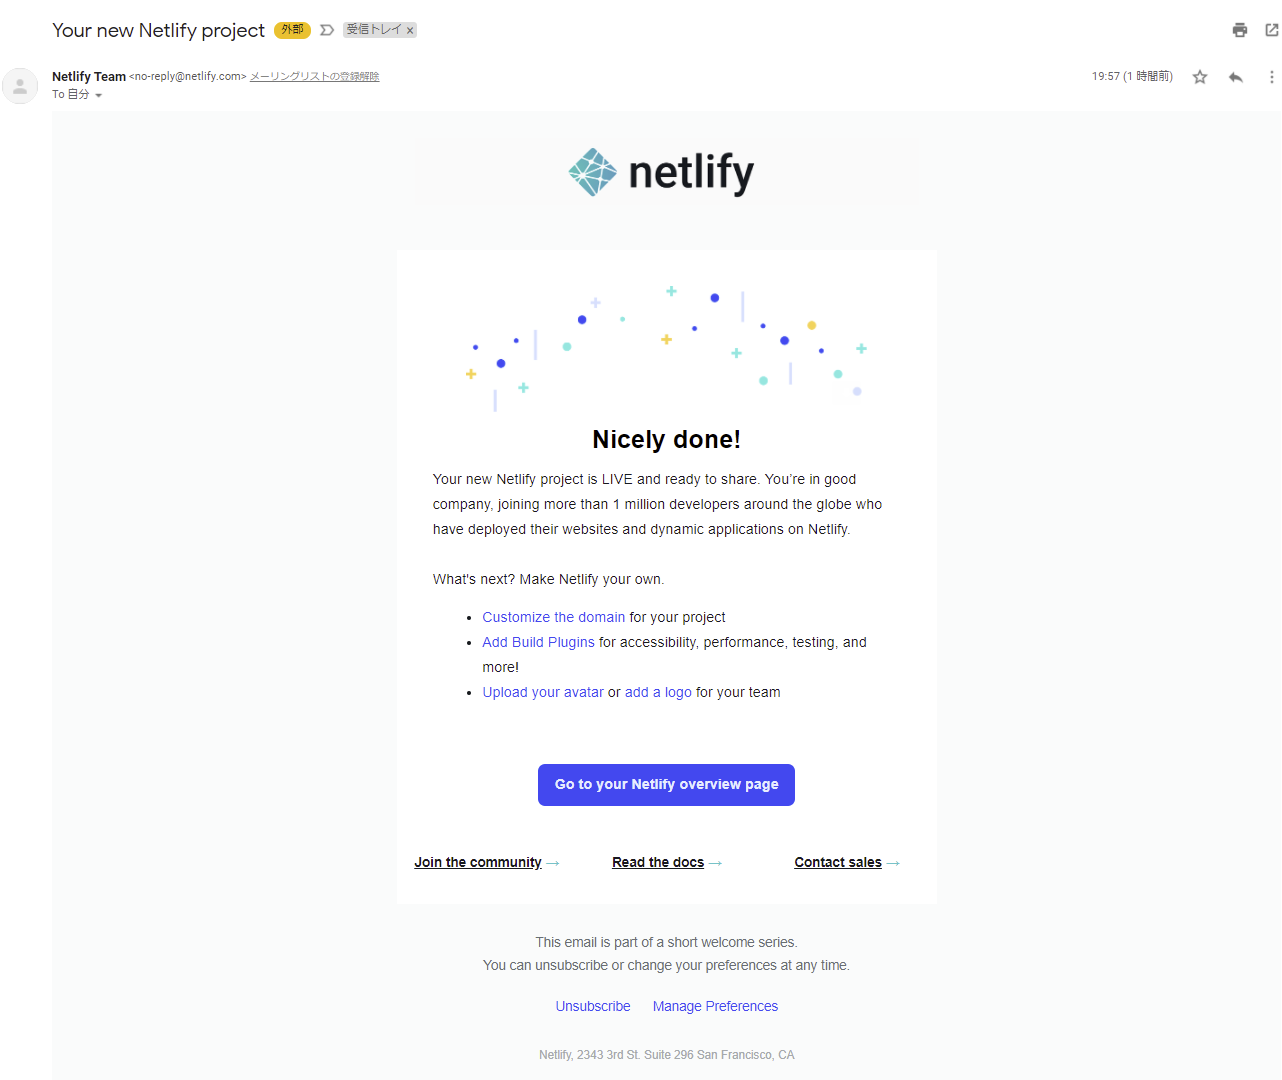 Your new Netlify project 外部 受信トレイ ×
Netlify Team <no-reply@netlify.com> メーリングリストの登録解除 19:57 (1 時間前)
To 自分
netlify
Nicely done!
Your new Netlify project is LIVE and ready to share. You’re in good
company, joining more than 1 million developers around the globe who
have deployed their websites and dynamic applications on Netlify.
What's next? Make Netlify your own.
• Customize the domain for your project
• Add Build Plugins for accessibility, performance, testing, and
more!
• Upload your avatar or add a logo for your team
Go to your Netlify overview page
Join the community → Read the docs → Contact sales →
This email is part of a short welcome series.
You can unsubscribe or change your preferences at any time.
Unsubscribe Manage Preferences
Netlify, 2343 3rd St. Suite 296 San Francisco, CA